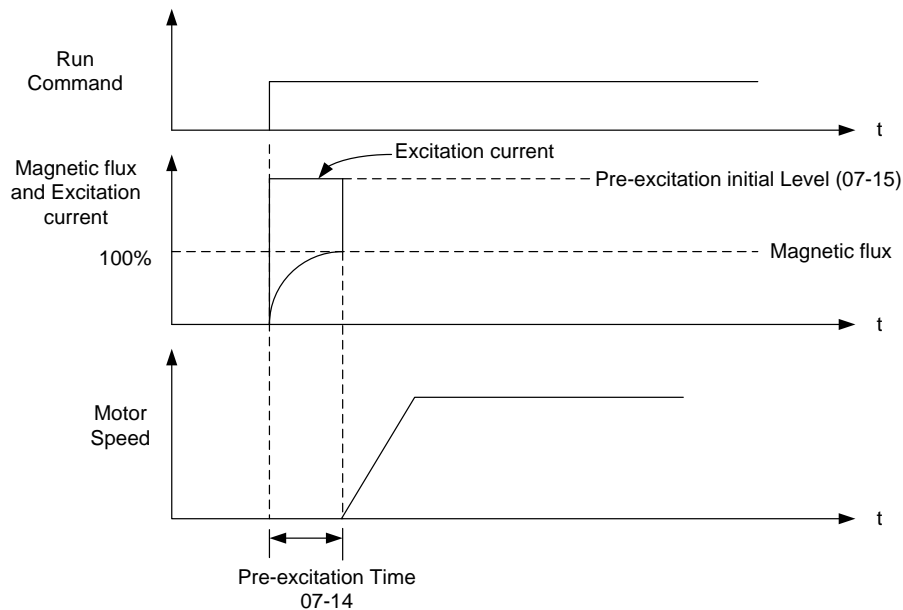 Run
Command
t
Excitation current
Magnetic flux
and Excitation
current
Pre-excitation initial Level (07-15)
100%
Magnetic flux
t
Motor
Speed
t
Pre-excitation Time
07-14